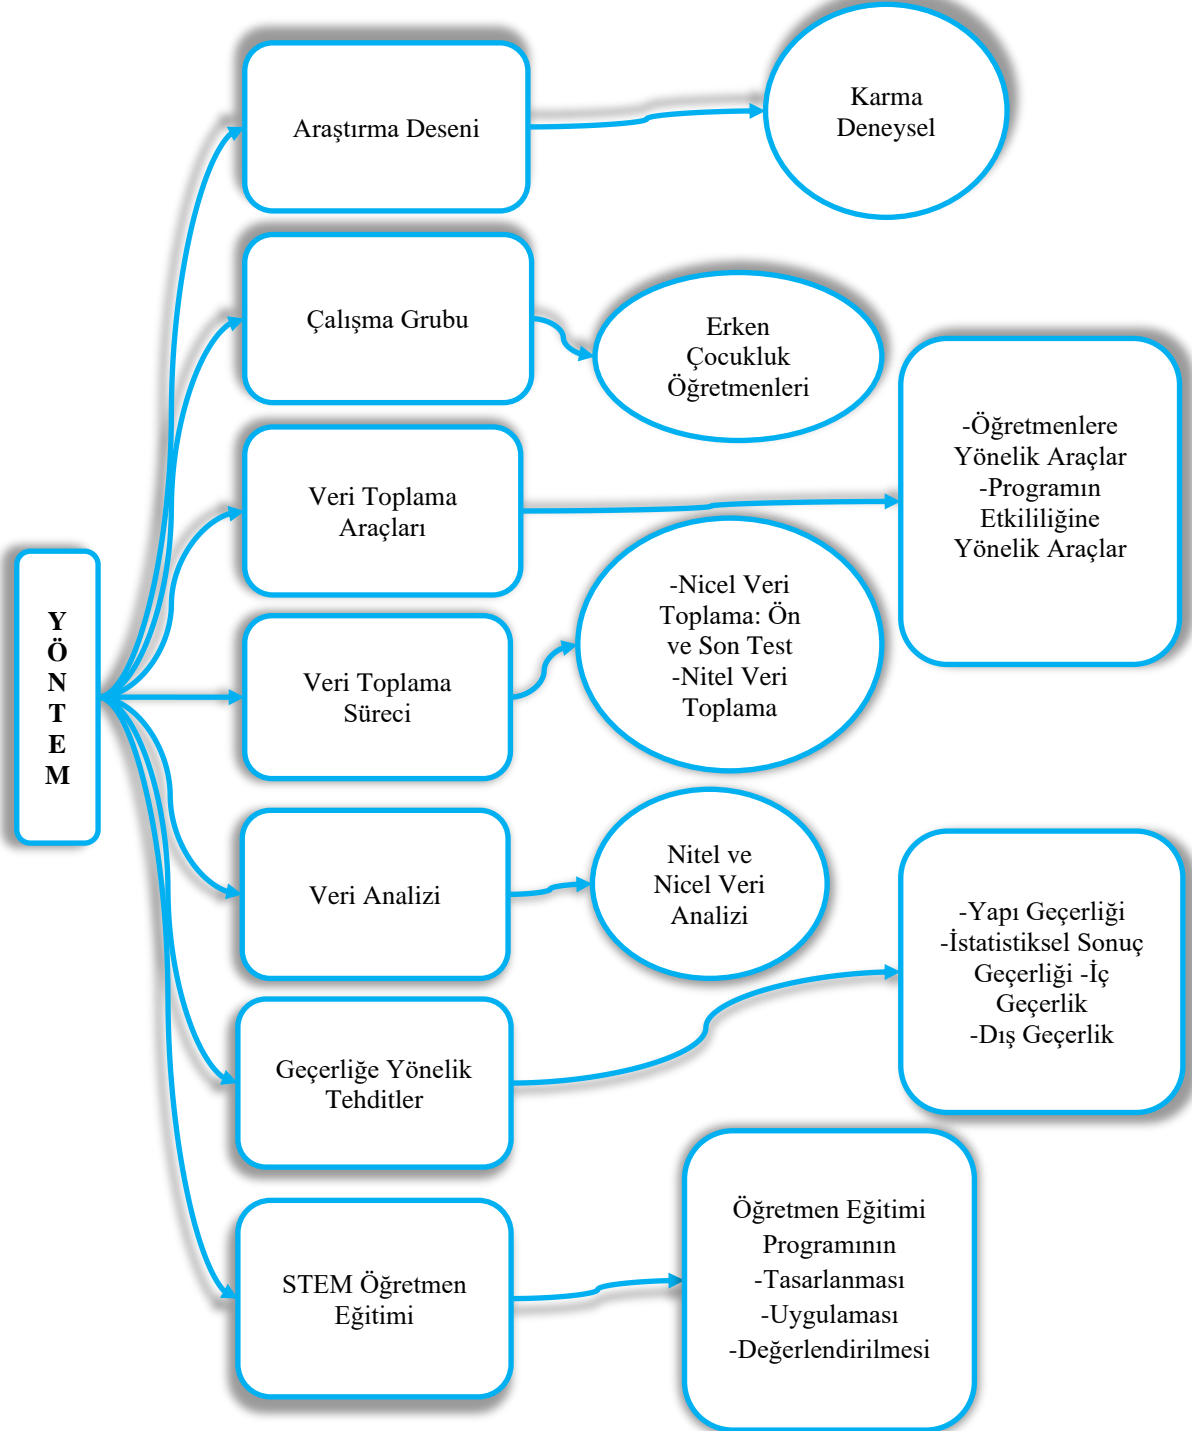 Y
Ö
N
T
E
M
Araştırma Deseni
Karma
Deneysel
Çalışma Grubu
Erken
Çocukluk
Öğretmenleri
Veri Toplama
Araçları
-Öğretmenlere
Yönelik Araçlar
-Programın
Etkililiğine
Yönelik Araçlar
Veri Toplama
Süreci
-Nicel Veri
Toplama: Ön
ve Son Test
-Nitel Veri
Toplama
Veri Analizi
Nitel ve
Nicel Veri
Analizi
Geçerliğe Yönelik
Tehditler
-Yapı Geçerliği
-İstatistiksel Sonuç
Geçerliği -İç
Geçerlik
-Dış Geçerlik
STEM Öğretmen
Eğitimi
Öğretmen Eğitimi
Programının
-Tasarlanması
-Uygulaması
-Değerlendirilmesi